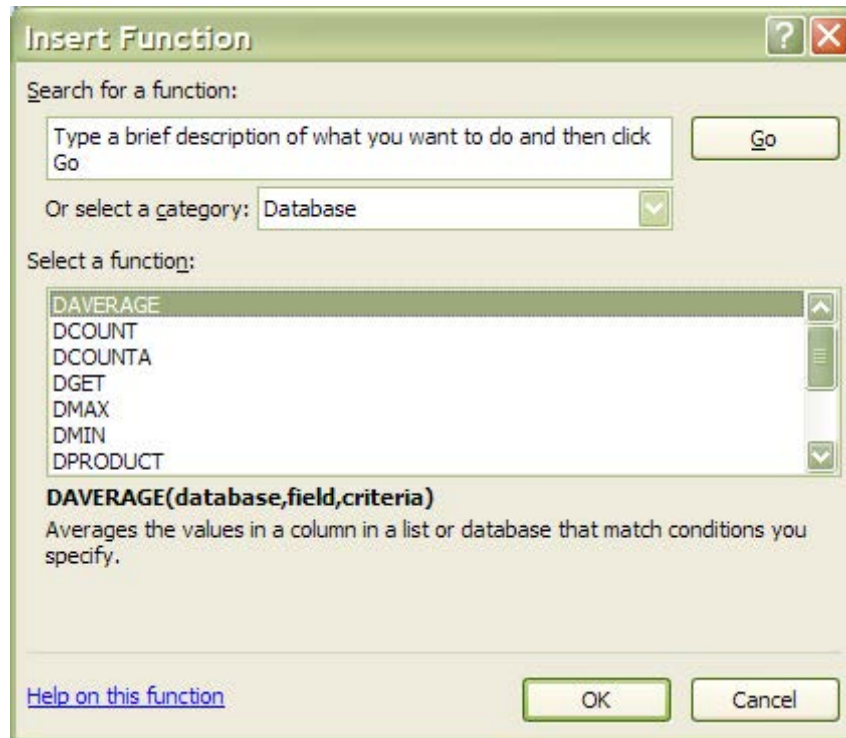 Insert Function
?
Search for a function:
Type a brief description of what you want to do and then click
Go
Go
Or select a category: Database
Select a function:
DAVERAGE
DCOUNT
DCOUNTA
DGET
DMAX
DMIN
DPRODUCT
DAVERAGE(database,field,criteria)
Averages the values in a column in a list or database that match conditions you
specify.
Help on this function
OK
Cancel